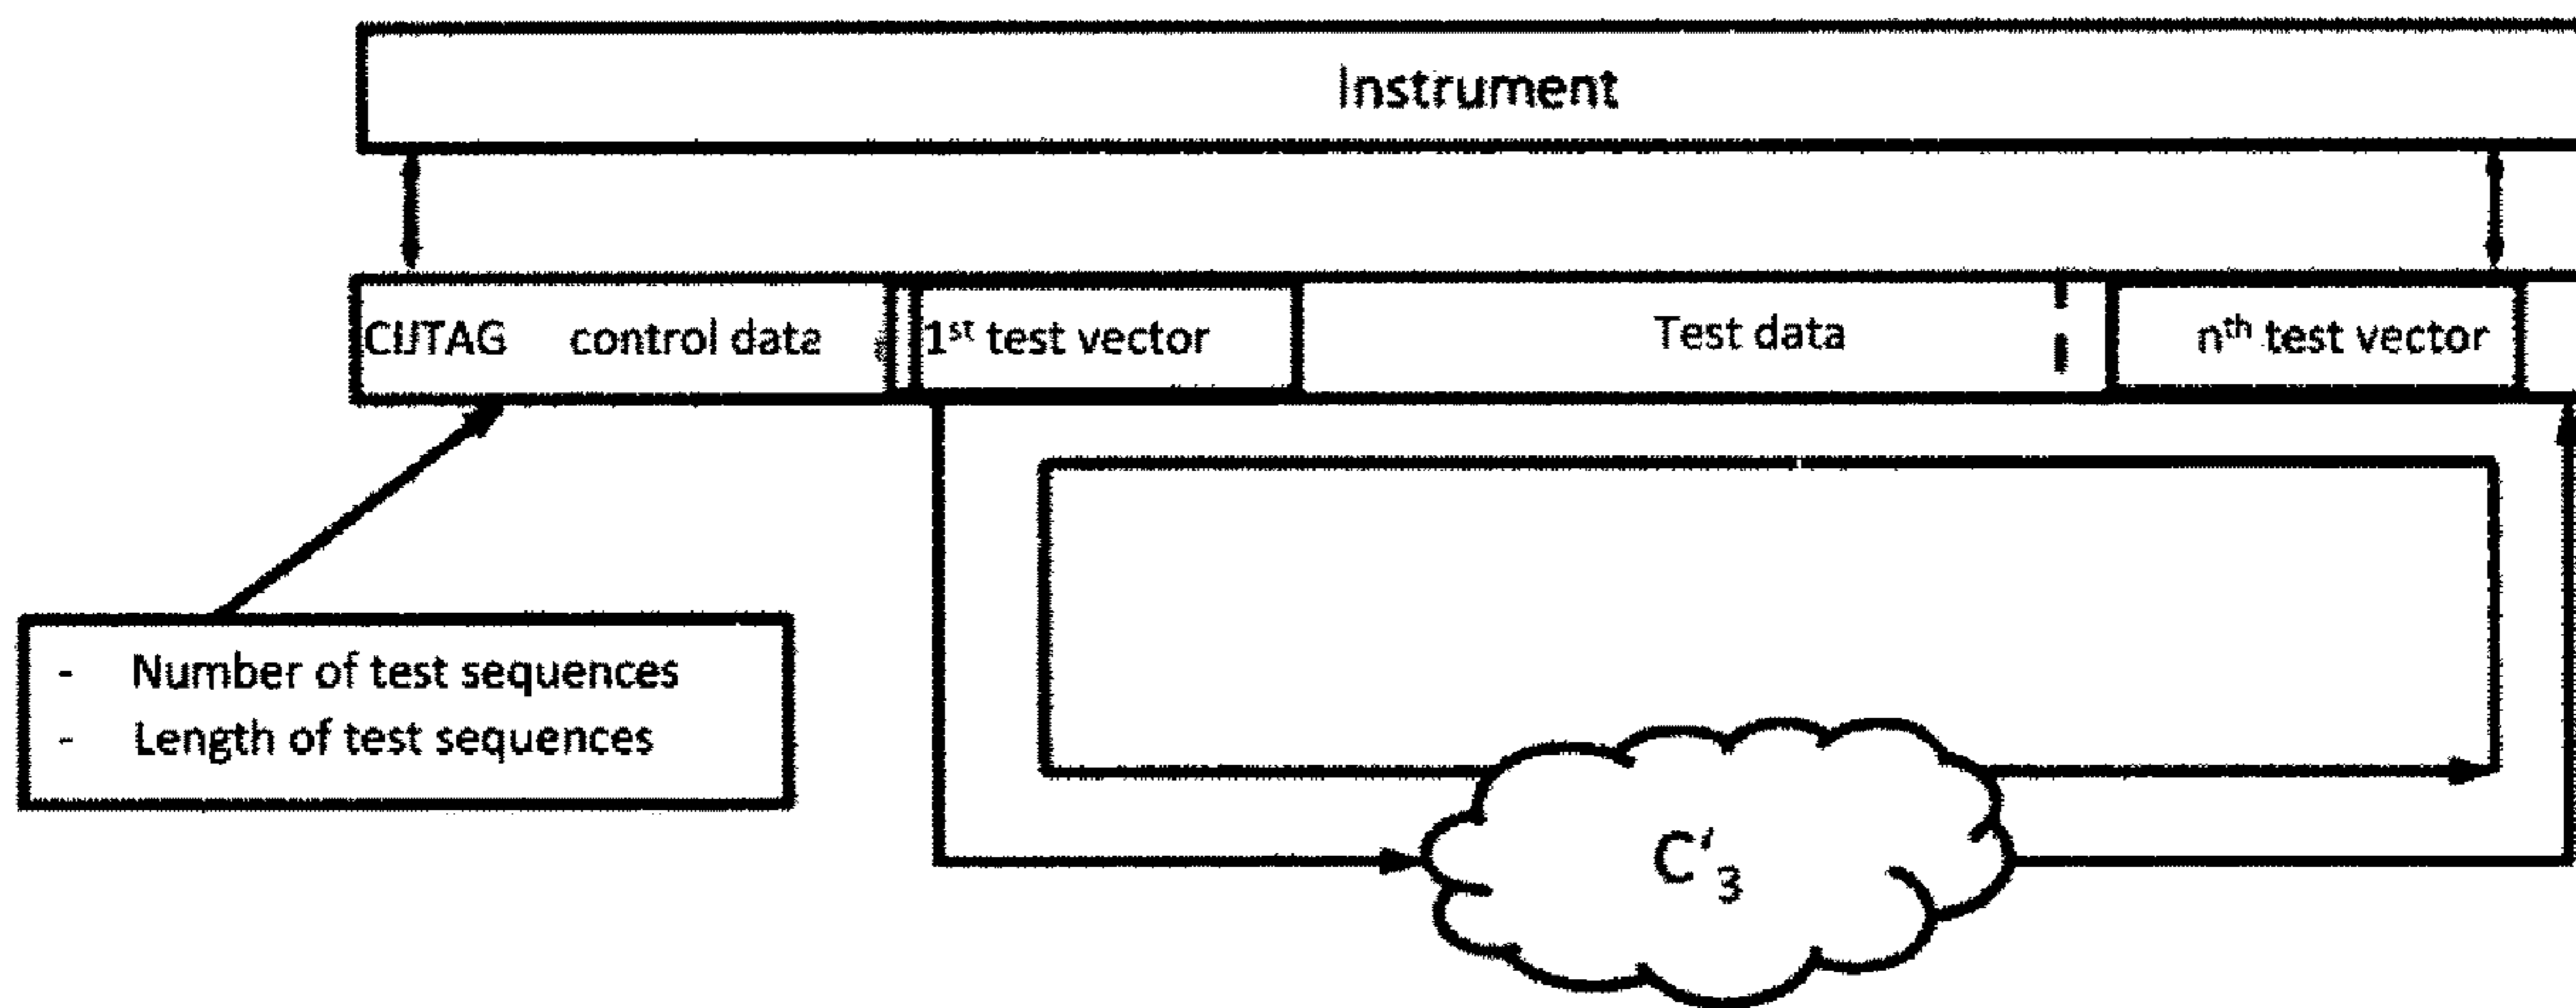 Instrument
CIJTAG control data 1st test vector Test data nth test vector
- Number of test sequences
- Length of test sequences
C'3